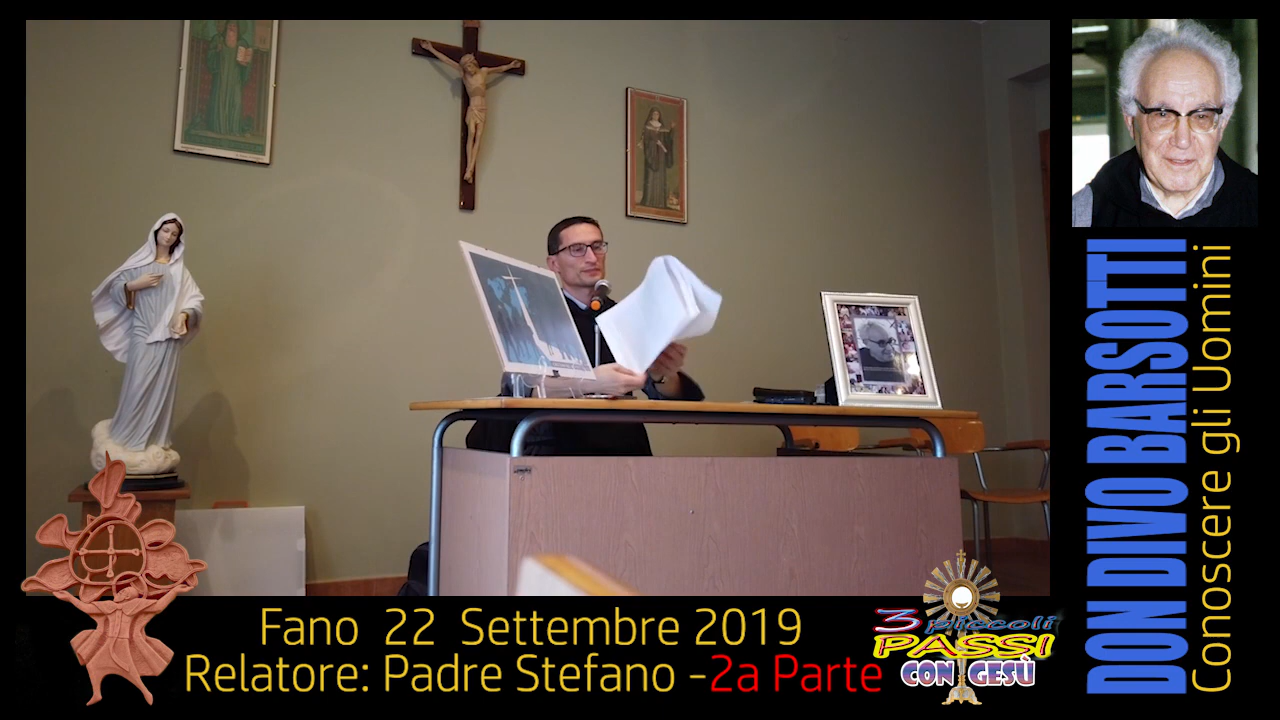 DON DIVO BARSOTTI
Conoscere gli Uomini
Fano 22 Settembre 2019
Relatore: Padre Stefano -2a Parte
3 piccoli
PASSI
CON GESÙ